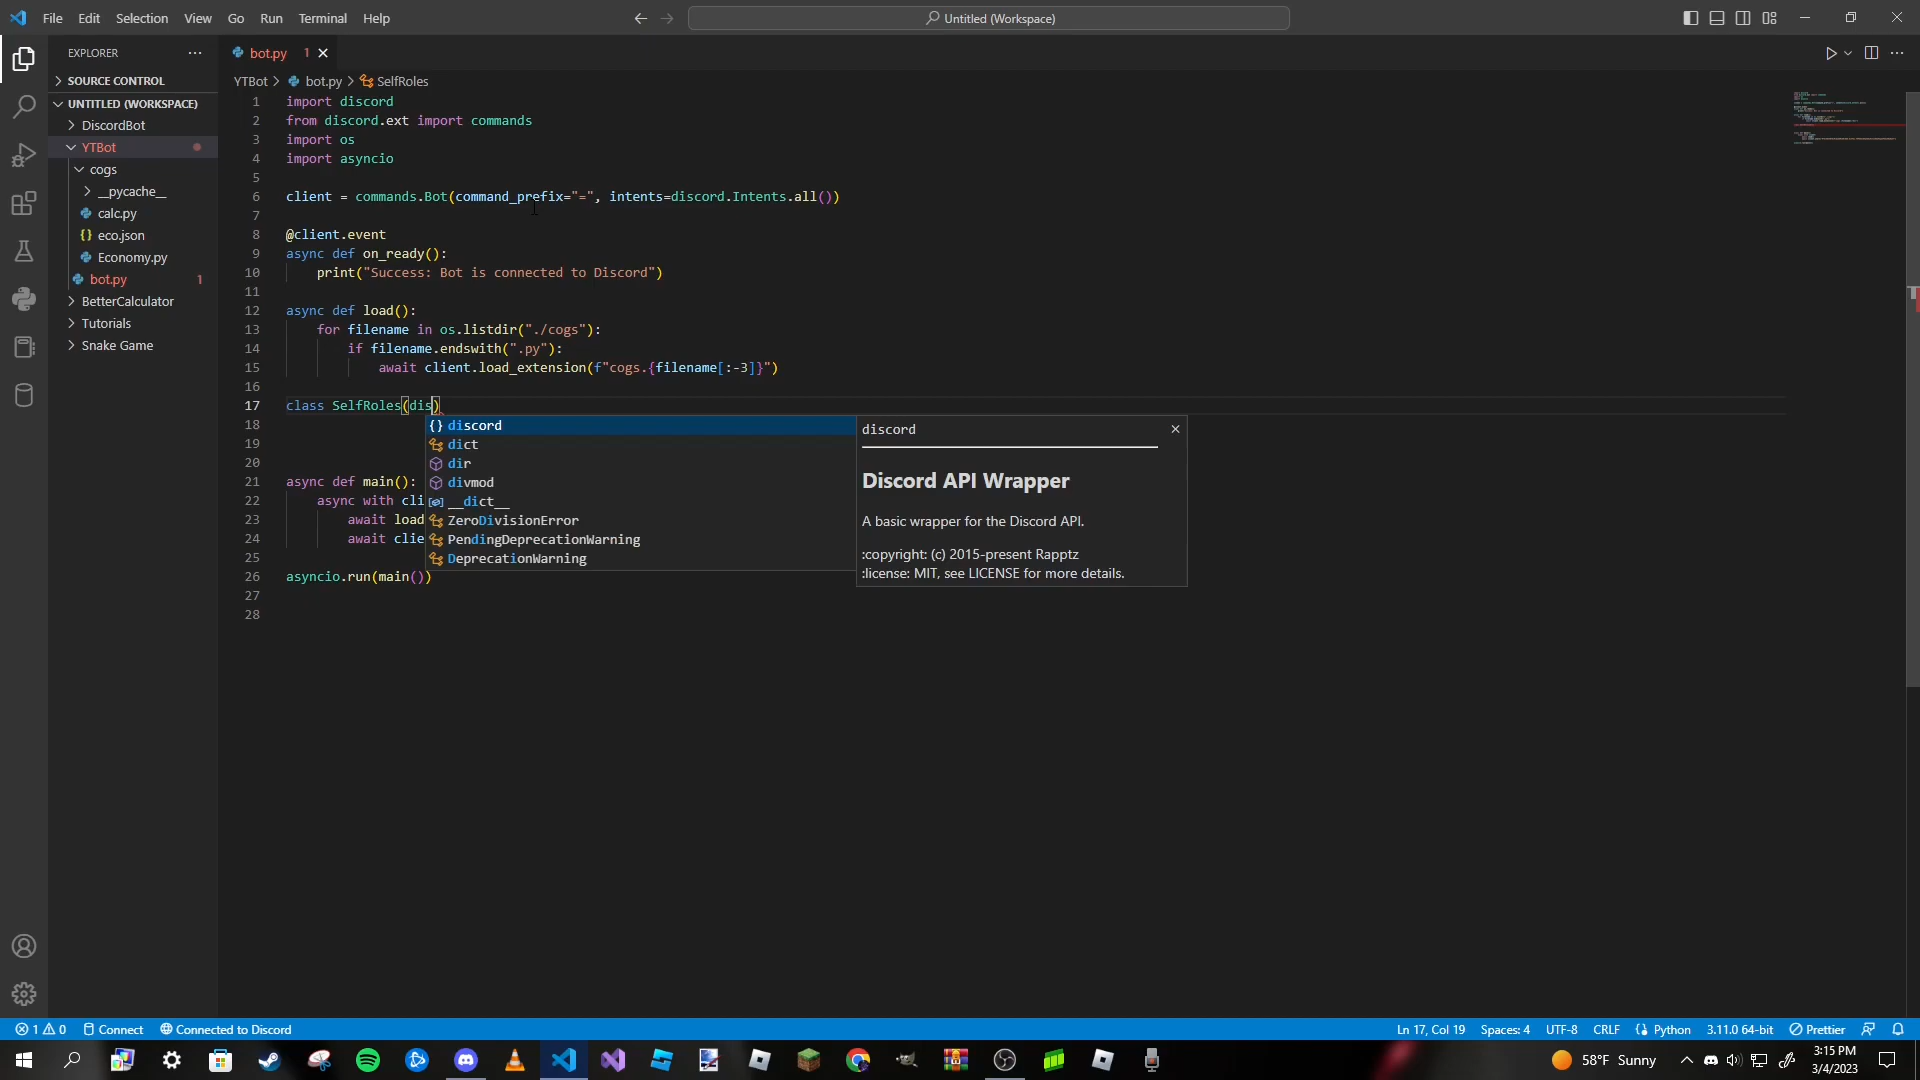 File Edit Selection View Go Run Terminal Help
Untitled (Workspace)
EXPLORER
SOURCE CONTROL
UNTITLED (WORKSPACE)
DiscordBot
YTBot
cogs
__pycache__
calc.py
eco.json
Economy.py
bot.py 1
BetterCalculator
Tutorials
Snake Game
bot.py 1
YTBot > bot.py > SelfRoles
1 import discord
2 from discord.ext import commands
3 import os
4 import asyncio
5
6 client = commands.Bot(command_prefix="=", intents=discord.Intents.all())
7
8 @client.event
9 async def on_ready():
10 print("Success: Bot is connected to Discord")
11
12 async def load():
13 for filename in os.listdir("./cogs"):
14 if filename.endswith(".py"):
15 await client.load_extension(f"cogs.{filename[:-3]}")
16
17 class SelfRoles(dis)
18
19
20
21 async def main():
22 async with cli
23 await load
24 await clie
25
26 asyncio.run(main())
27
28
discord
dict
dir
divmod
__dict__
ZeroDivisionError
PendingDeprecationWarning
DeprecationWarning
discord
Discord API Wrapper
A basic wrapper for the Discord API.
:copyright: (c) 2015-present Rapptz
:license: MIT, see LICENSE for more details.
1 0 Connect Connected to Discord
Ln 17, Col 19 Spaces: 4 UTF-8 CRLF Python 3.11.0 64-bit Prettier
58°F Sunny
3:15 PM
3/4/2023